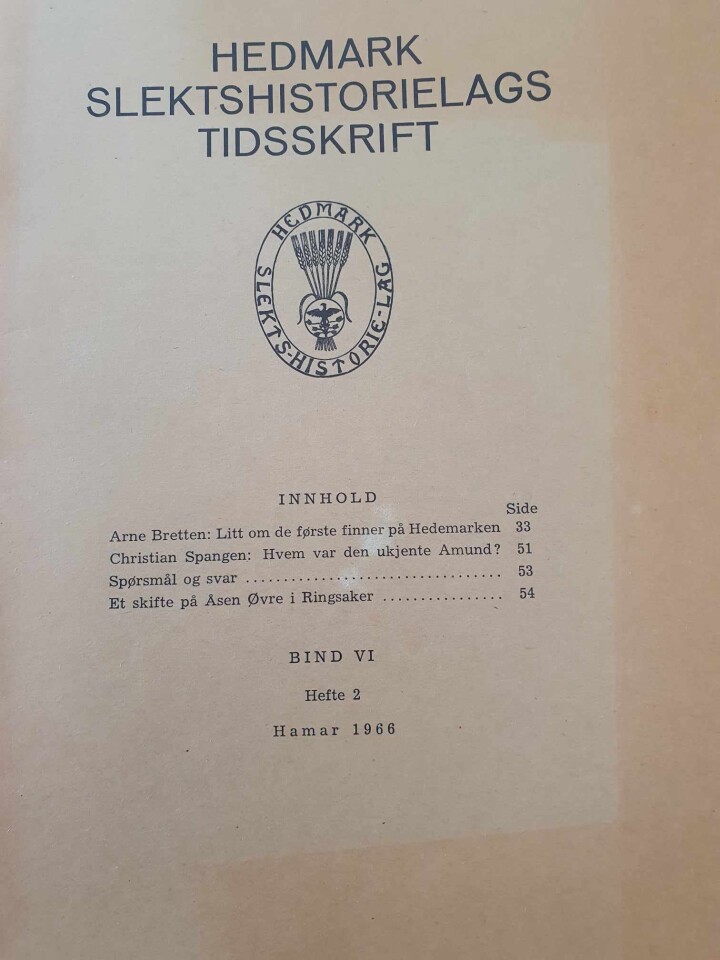 HEDMARK
SLEKTSHISTORIELAGS
TIDSSKRIFT
HEDMARK
SLEKTS-HISTORIE-LAG
INNHOLD
Side
Arne Bretten: Litt om de første finner på Hedemarken 33
Christian Spangen: Hvem var den ukjente Amund? 51
Spørsmål og svar .................................. 53
Et skifte på Åsen Øvre i Ringsaker ................ 54
BIND VI
Hefte 2
Hamar 1966